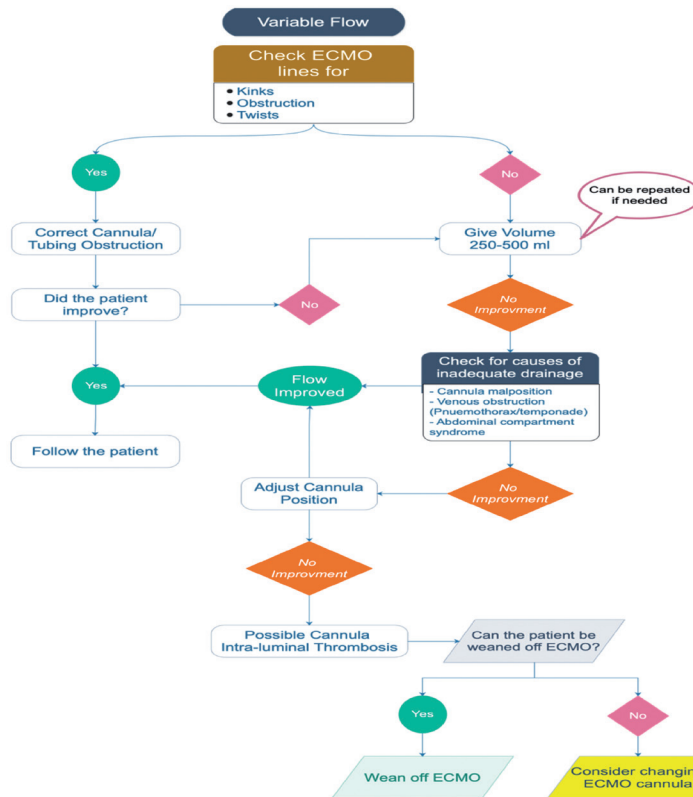 Variable Flow
Check ECMO
lines for
• Kinks
• Obstruction
• Twists
Yes
No
Can be repeated
if needed
Correct Cannula/
Tubing Obstruction
Give Volume
250-500 ml
Did the patient
improve?
No
No
Improvment
Check for causes of
inadequate drainage
- Cannula malposition
- Venous obstruction
(Pnuemothorax/temponade)
- Abdominal compartment
syndrome
Flow
Improved
Yes
Follow the patient
Adjust Cannula
Position
No
Improvment
No
Improvment
Possible Cannula
Intra-luminal Thrombosis
Can the patient be
weaned off ECMO?
Yes
No
Wean off ECMO
Consider changin
ECMO cannula